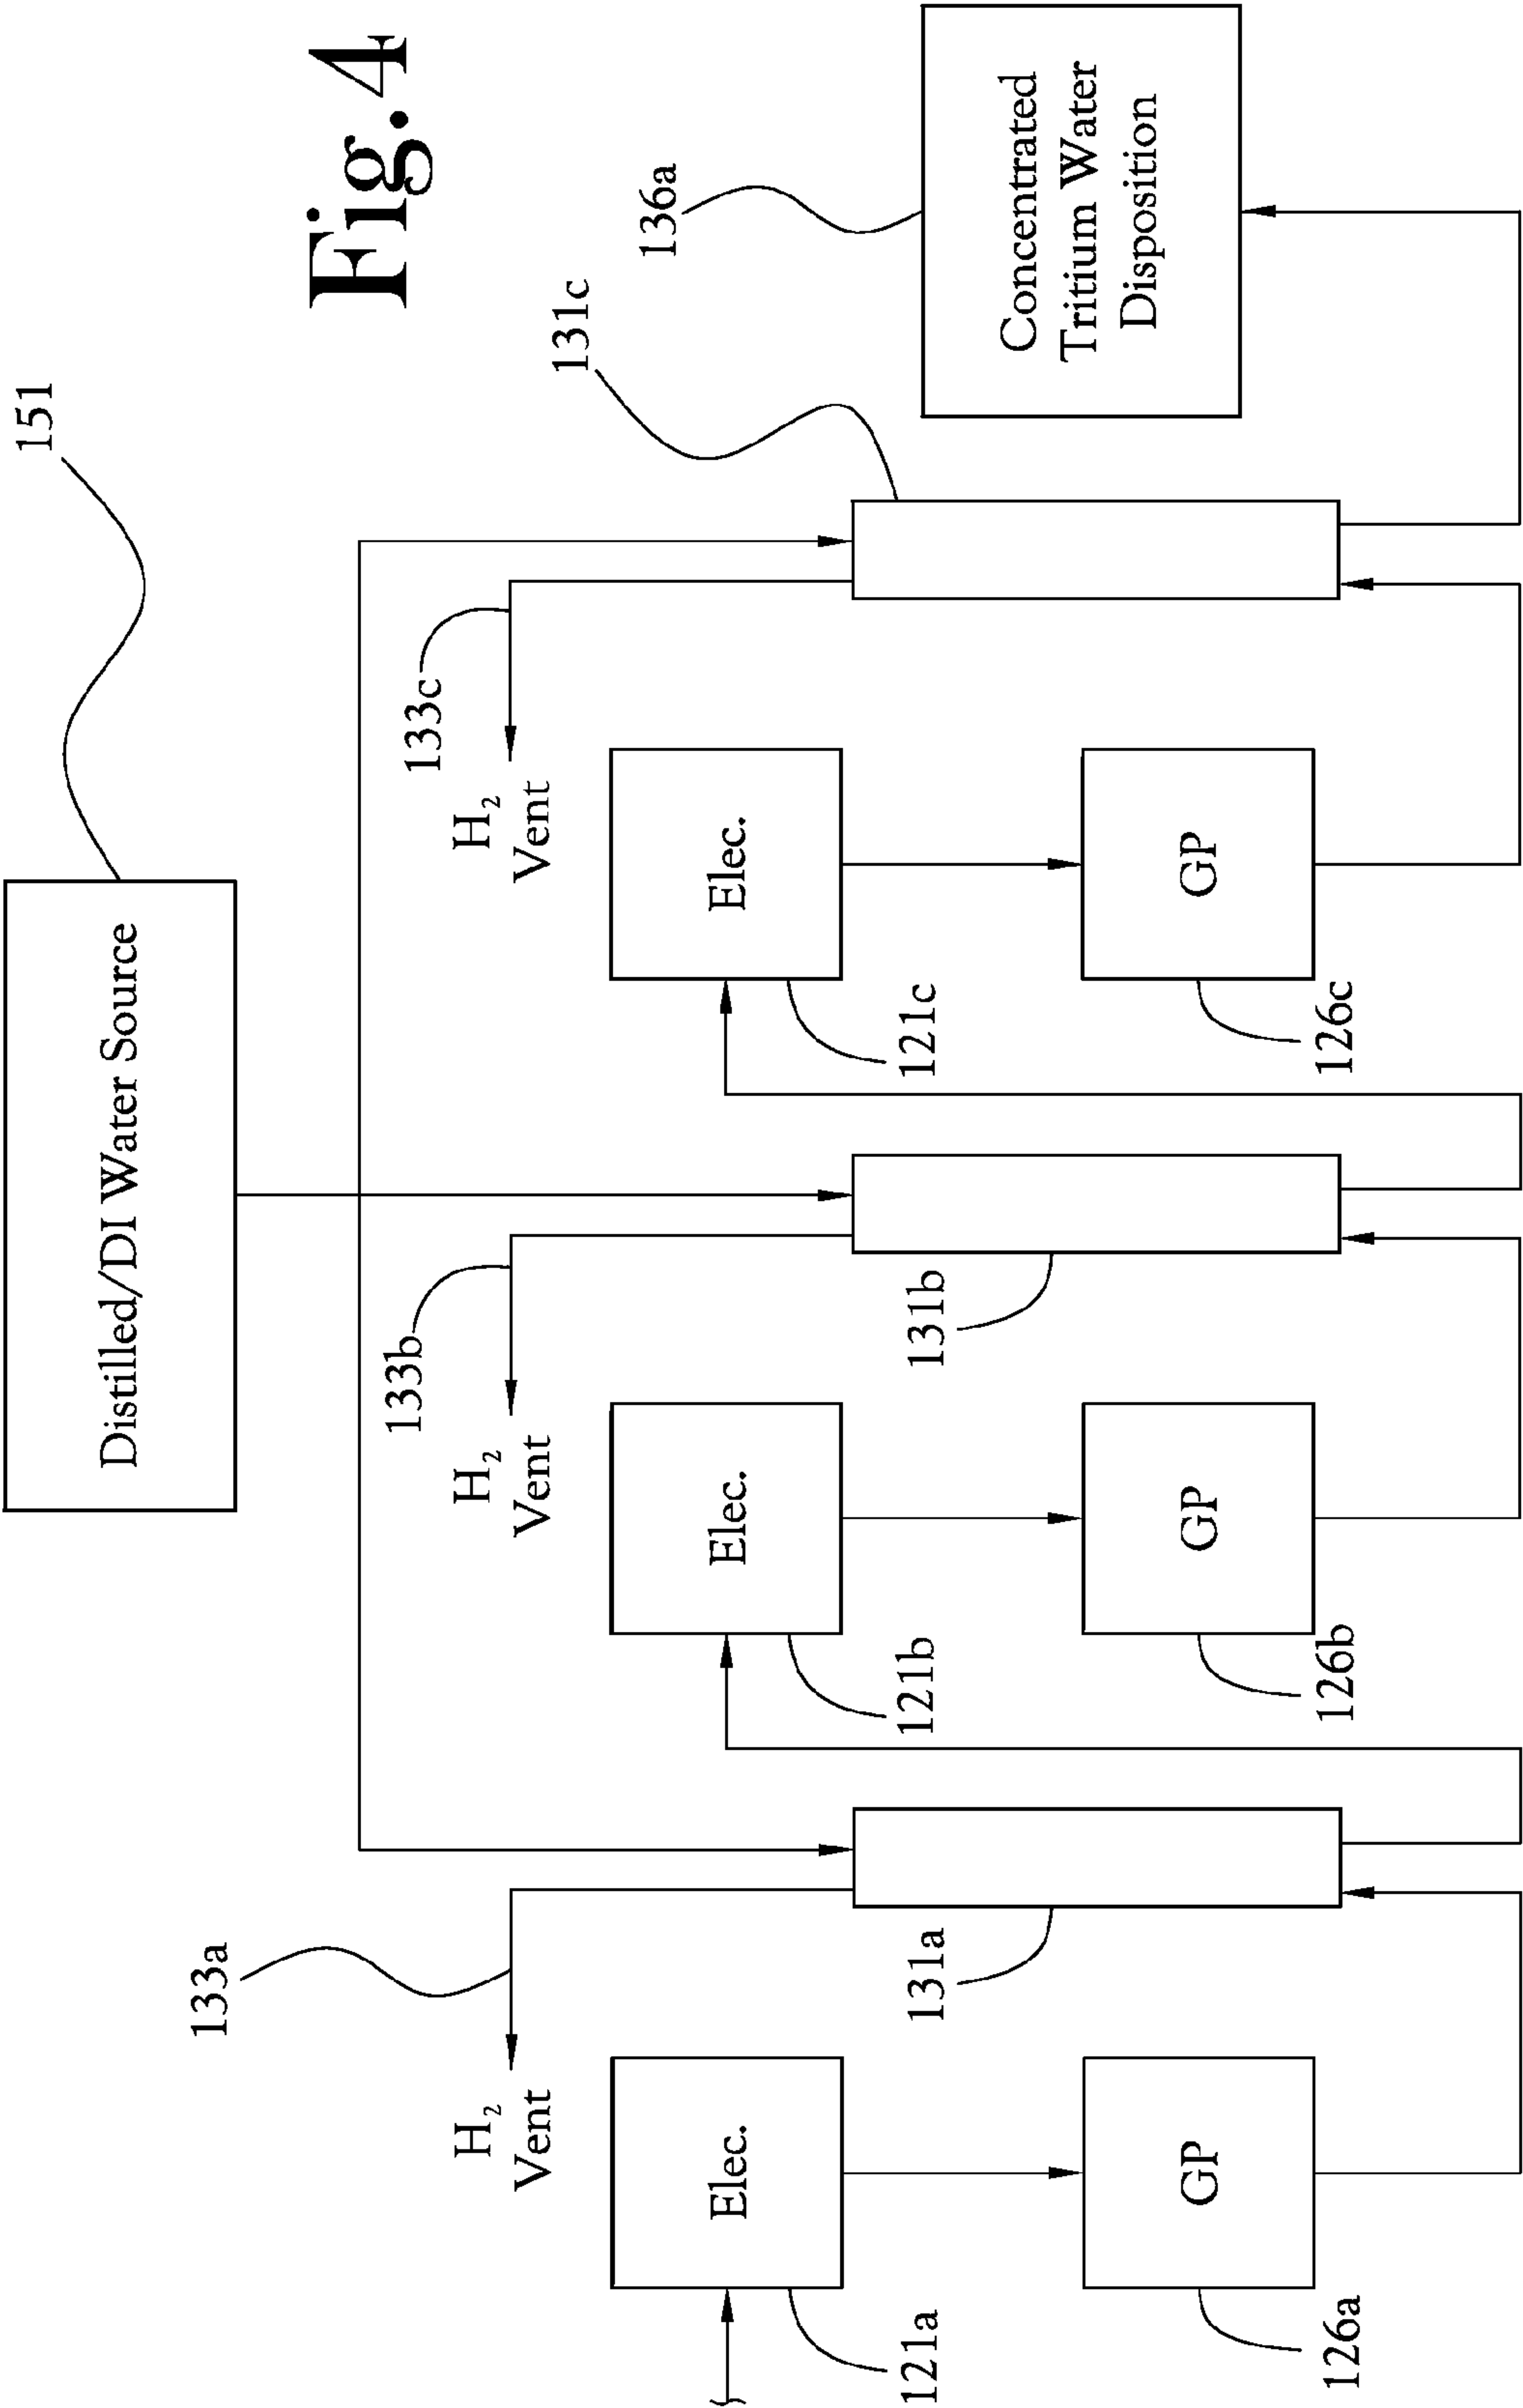 151
Distilled/DI Water Source
Fig.4
133a
133b
133c
H₂
Vent
H₂
Vent
H₂
Vent
131c
136a
Elec.
Elec.
Elec.
121a
131a
121b
131b
121c
Concentrated
Tritium Water
Disposition
GP
GP
GP
126a
126b
126c